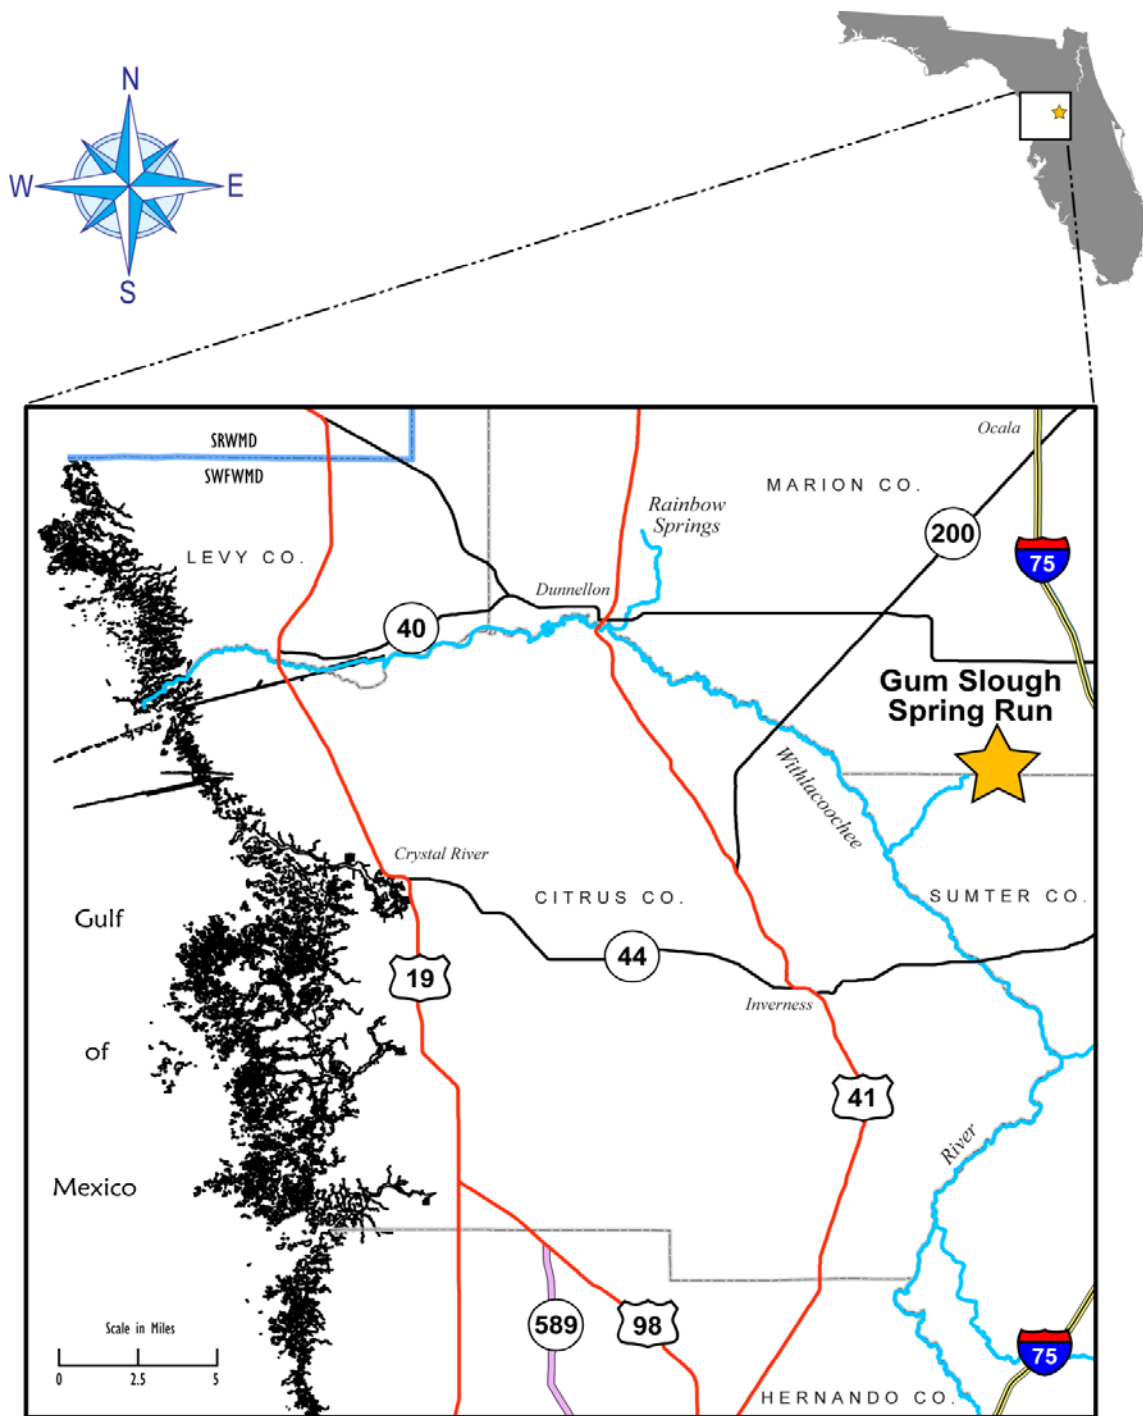 N
W
E
S
SRWMD
SWFWMD
Ocala
MARION CO.
Rainbow
Springs
200
75
LEVY CO.
Dunnellon
40
Gum Slough
Spring Run
Withlacoochee
Crystal River
CITRUS CO.
SUMTER CO.
Gulf
44
19
Inverness
of
41
River
Mexico
Scale in Miles
0
2.5
5
589
98
75
HERNANDO CO.